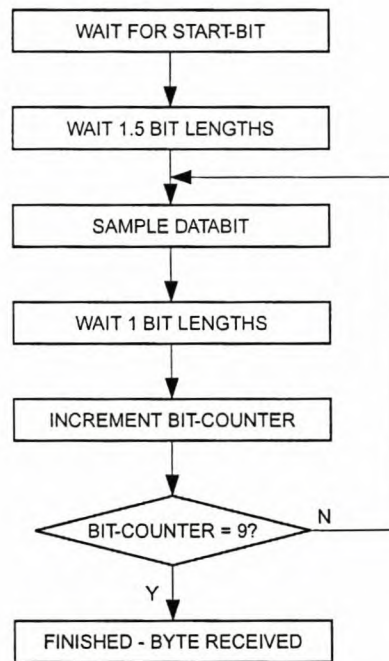 WAIT FOR START-BIT
WAIT 1.5 BIT LENGTHS
SAMPLE DATABIT
WAIT 1 BIT LENGTHS
INCREMENT BIT-COUNTER
BIT-COUNTER = 9?
N
Y
FINISHED - BYTE RECEIVED